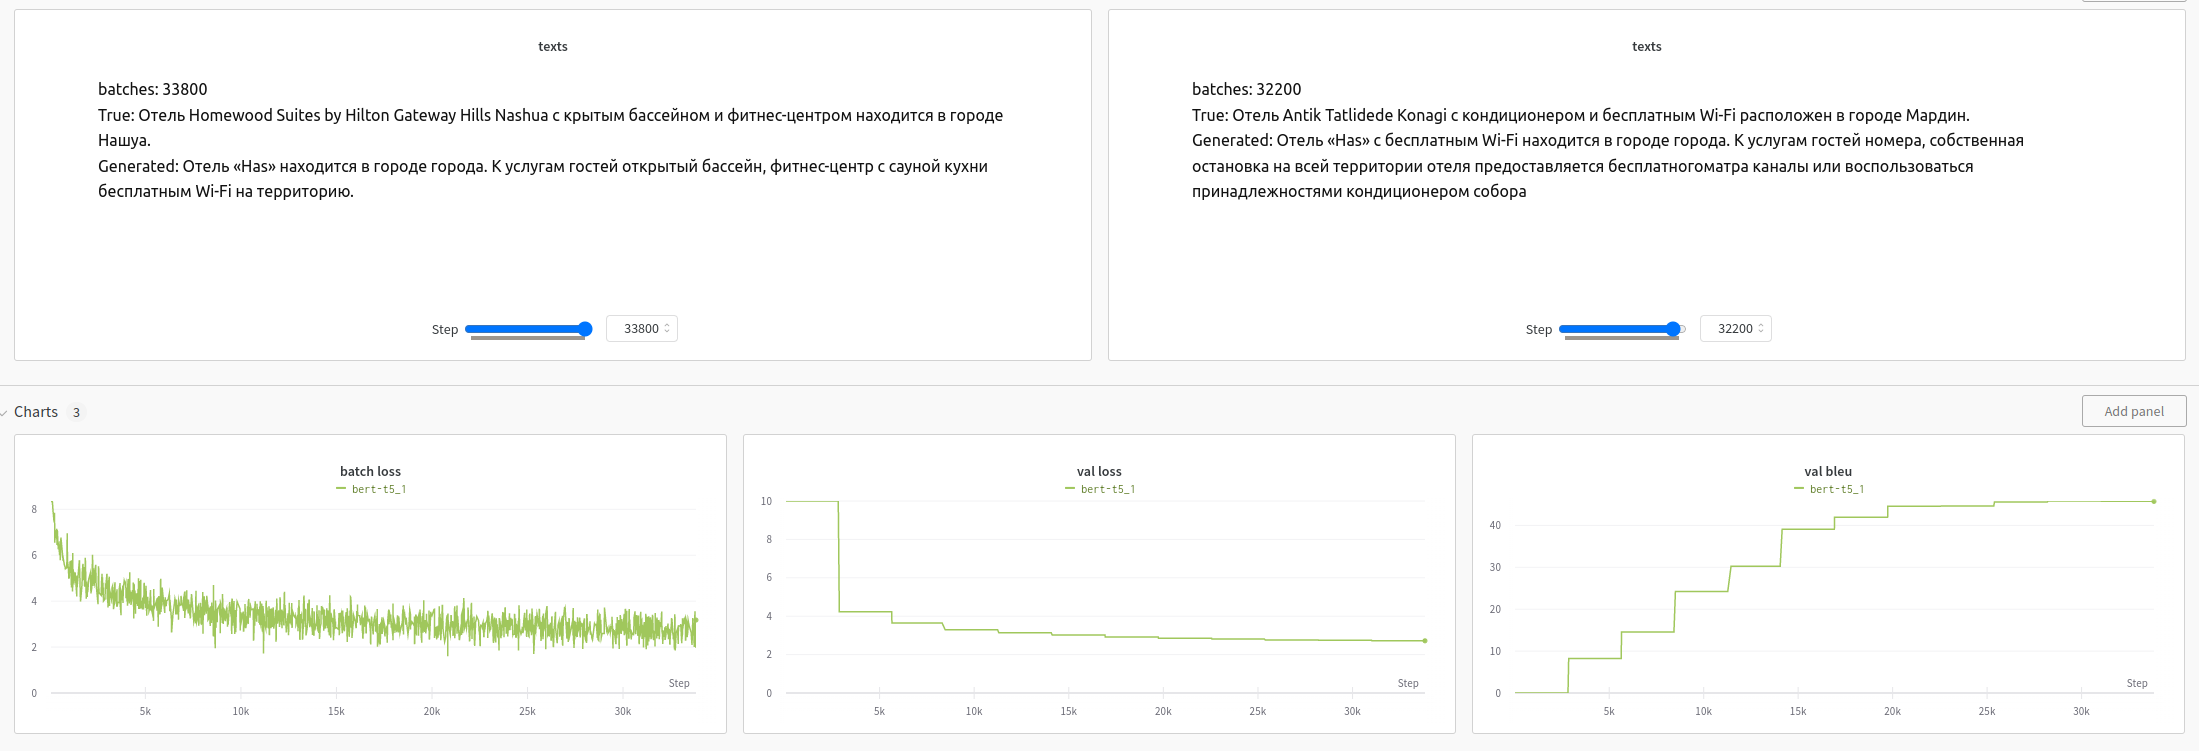 texts
batches: 33800
True: Отель Homewood Suites by Hilton Gateway Hills Nashua с крытым бассейном и фитнес-центром находится в городе
Нашуа.
Generated: Отель «Has» находится в городе города. К услугам гостей открытый бассейн, фитнес-центр с сауной кухни
бесплатным Wi-Fi на территорию.
Step 33800
texts
batches: 32200
True: Отель Antik Tatlidede Konagi с кондиционером и бесплатным Wi-Fi расположен в городе Мардин.
Generated: Отель «Has» с бесплатным Wi-Fi находится в городе города. К услугам гостей номера, собственная
остановка на всей территории отеля предоставляется бесплатногоматра каналы или воспользоваться
принадлежностями кондиционером собора
Step 32200
Charts 3
Add panel
batch loss
bert-t5_1
8
6
4
2
0
Step
5k 10k 15k 20k 25k 30k
val loss
bert-t5_1
10
8
6
4
2
0
Step
5k 10k 15k 20k 25k 30k
val bleu
bert-t5_1
40
30
20
10
0
Step
5k 10k 15k 20k 25k 30k